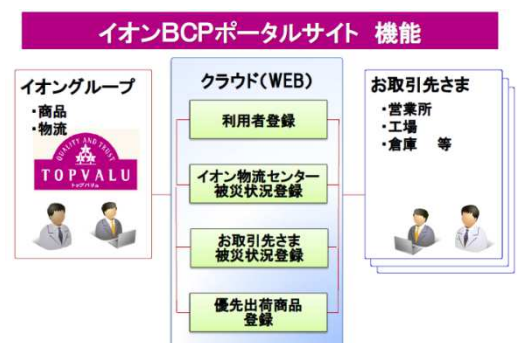 イオンBCPポータルサイト 機能
イオングループ
・商品
・物流
QUALITY AND TRUST
TOPVALU
トップバリュ
クラウド(WEB)
利用者登録
イオン物流センター
被災状況登録
お取引先さま
被災状況登録
優先出荷商品
登録
お取引先さま
・営業所
・工場
・倉庫 等